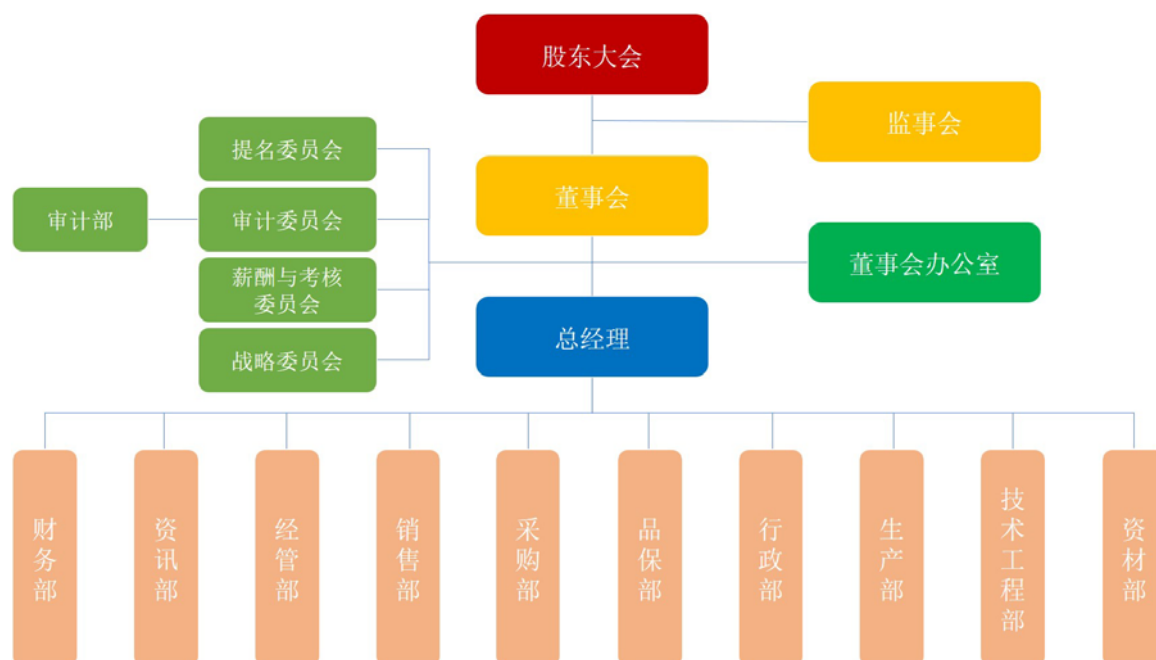 股东大会
监事会
提名委员会
董事会
审计部
审计委员会
董事会办公室
薪酬与考核
委员会
总经理
战略委员会
财务部
资讯部
经管部
销售部
采购部
品保部
行政部
生产部
技术工程部
资材部